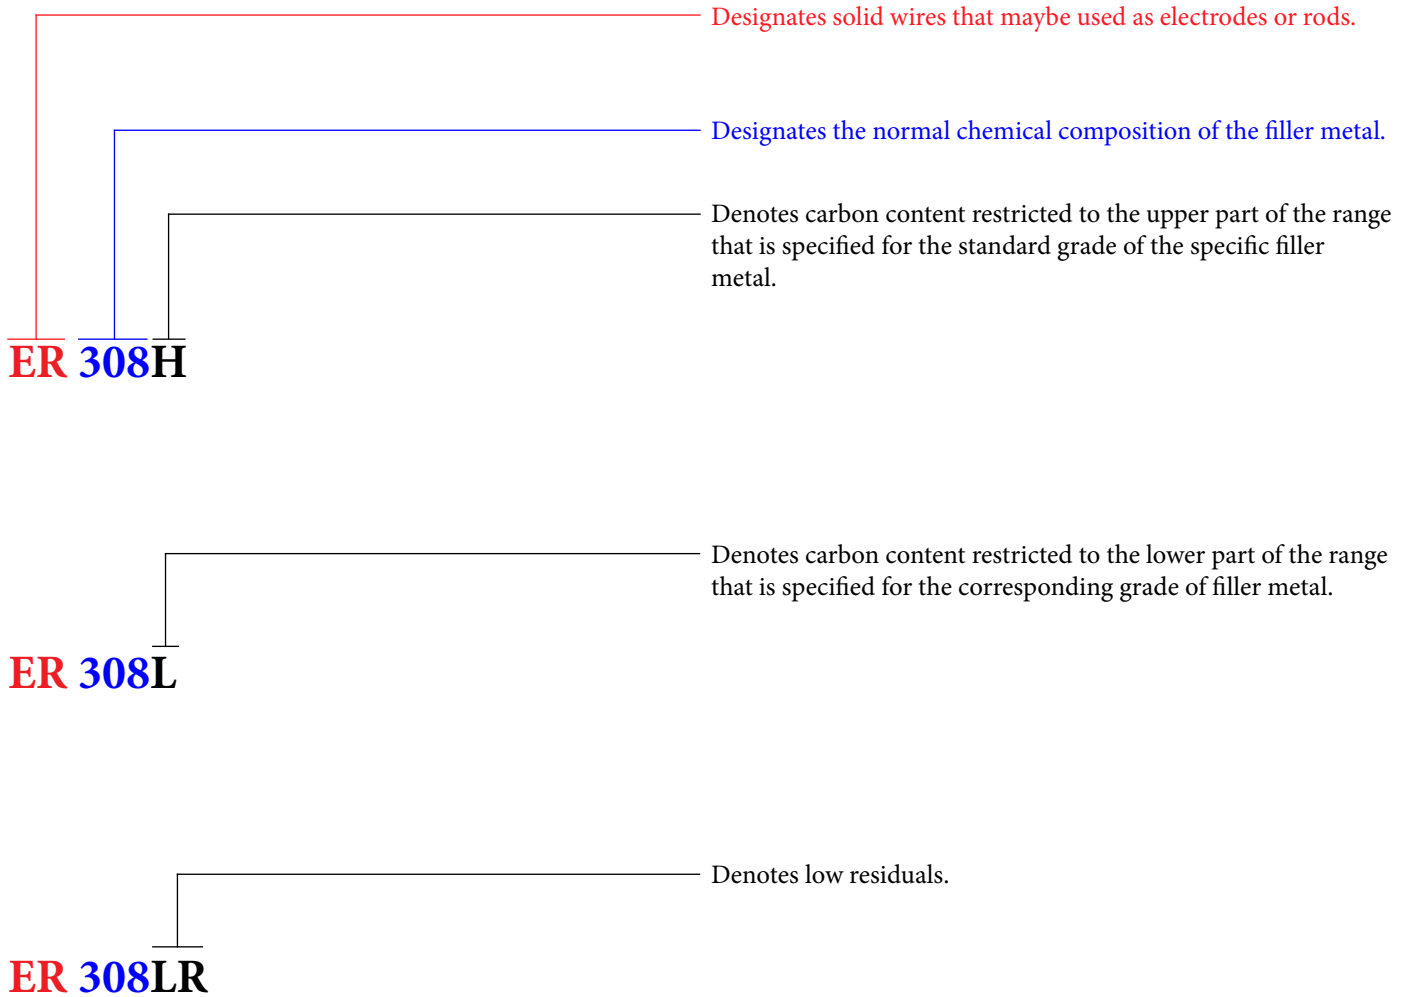 Designates solid wires that maybe used as electrodes or rods.
Designates the normal chemical composition of the filler metal.
Denotes carbon content restricted to the upper part of the range
that is specified for the standard grade of the specific filler
metal.
ER 308H
Denotes carbon content restricted to the lower part of the range
that is specified for the corresponding grade of filler metal.
ER 308L
Denotes low residuals.
ER 308LR